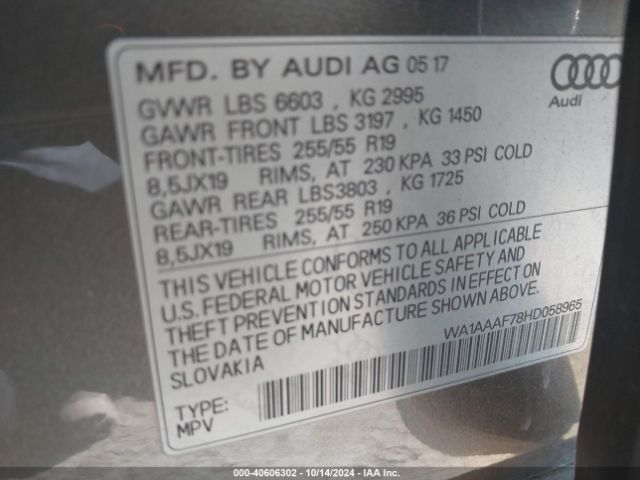 MFD. BY AUDI AG 05 17
GVWR LBS 6603 , KG 2995
GAWR FRONT LBS 3197 , KG 1450
FRONT-TIRES 255/55 R19
8,5JX19 RIMS, AT 230 KPA 33 PSI COLD
GAWR REAR LBS3803 , KG 1725
REAR-TIRES 255/55 R19
8,5JX19 RIMS, AT 250 KPA 36 PSI COLD
THIS VEHICLE CONFORMS TO ALL APPLICABLE
U.S. FEDERAL MOTOR VEHICLE SAFETY AND
THEFT PREVENTION STANDARDS IN EFFECT ON
THE DATE OF MANUFACTURE SHOWN ABOVE.
SLOVAKIA
WA1AAAF78HD058965
TYPE:
MPV
Audi
000-40606302 - 10/14/2024 - IAA Inc.